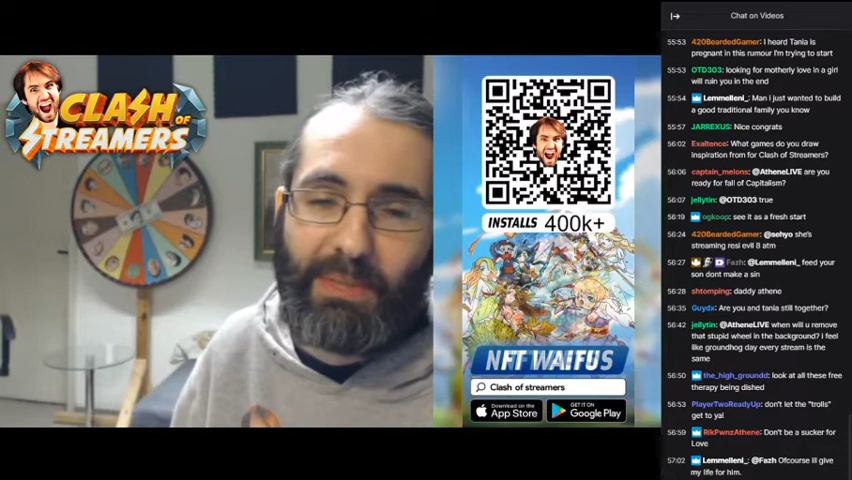 CLASH OF
STREAMERS
INSTALLS 400k+
NFT WAIFUS
Clash of streamers
Download on the
App Store
GET IT ON
Google Play
Chat on Videos
55:53 420BeardedGamer: I heard Tania is
pregnant in this rumour I'm trying to start
55:53 OTD303: looking for motherly love in a girl
will ruin you in the end
55:54 Lemmelleni_: Man I just wanted to build
a good traditional family you know
55:57 JARREXUS: Nice congrats
56:02 Exaltence: What games do you draw
inspiration from for Clash of Streamers?
56:06 captain_melons: @AtheneLIVE are you
ready for fall of Capitalism?
56:07 jellytin: @OTD303 true
56:19 ogkoop: see it as a fresh start
56:24 420BeardedGamer: @sehyo she's
streaming resi evil 8 atm
56:27 Fazh: @Lemmelleni_ feed your
son dont make a sin
56:28 shtomping: daddy athene
56:35 Guydx: Are you and tania still together?
56:42 jellytin: @AtheneLIVE when will u remove
that stupid wheel in the background? i feel
like groundhog day every stream is the
same
56:50 the_high_groundd: look at all these free
therapy being dished
56:53 PlayerTwoReadyUp: don't let the "trolls"
get to ya!
56:59 RikPwnzAthene: Don't be a sucker for
Love
57:02 Lemmelleni_: @Fazh Ofcourse Ill give
my life for him.